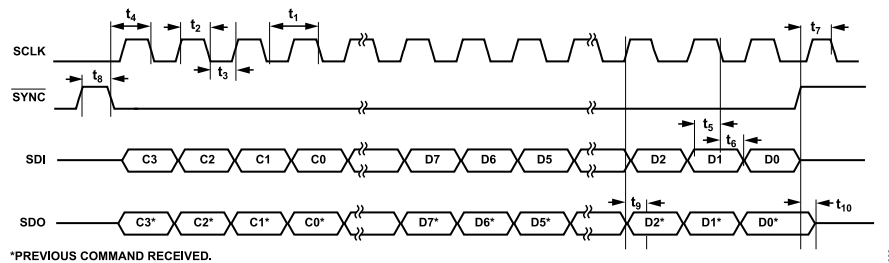 t4 t2 t1 t7
SCLK
t3
t8
SYNC
t5 t6
SDI C3 C2 C1 C0 D7 D6 D5 D2 D1 D0
t9 t10
SDO C3* C2* C1* C0* D7* D6* D5* D2* D1* D0*
*PREVIOUS COMMAND RECEIVED.